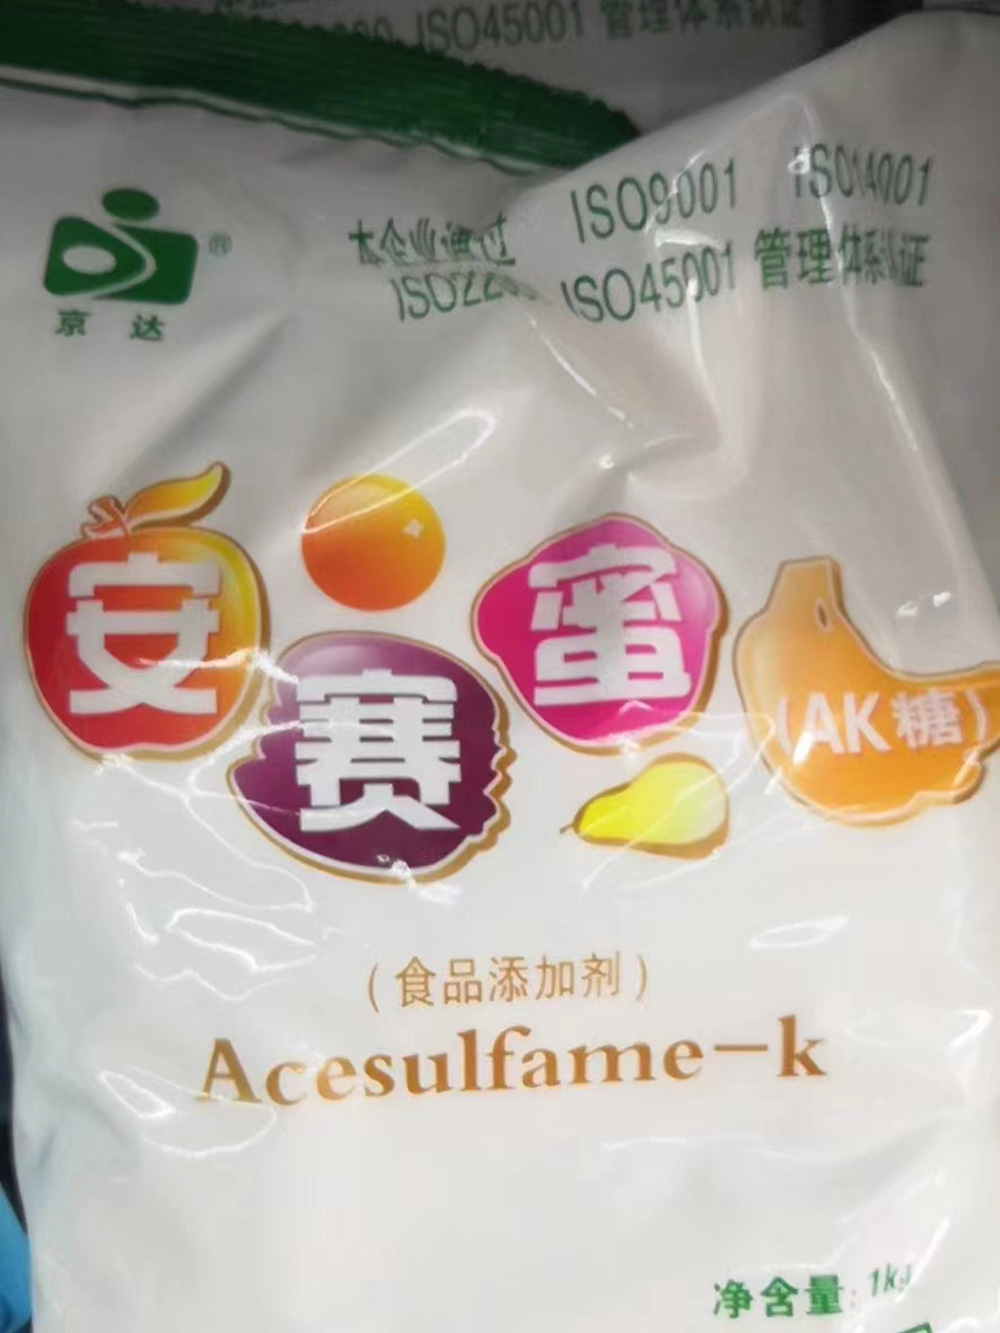 ISO45001 管理体系认证
®
京达
本企业通过 ISO9001 ISO14001
ISO45001 管理体系认证
安赛蜜(AK糖)
(食品添加剂)
Acesulfame-k
净含量:1kg